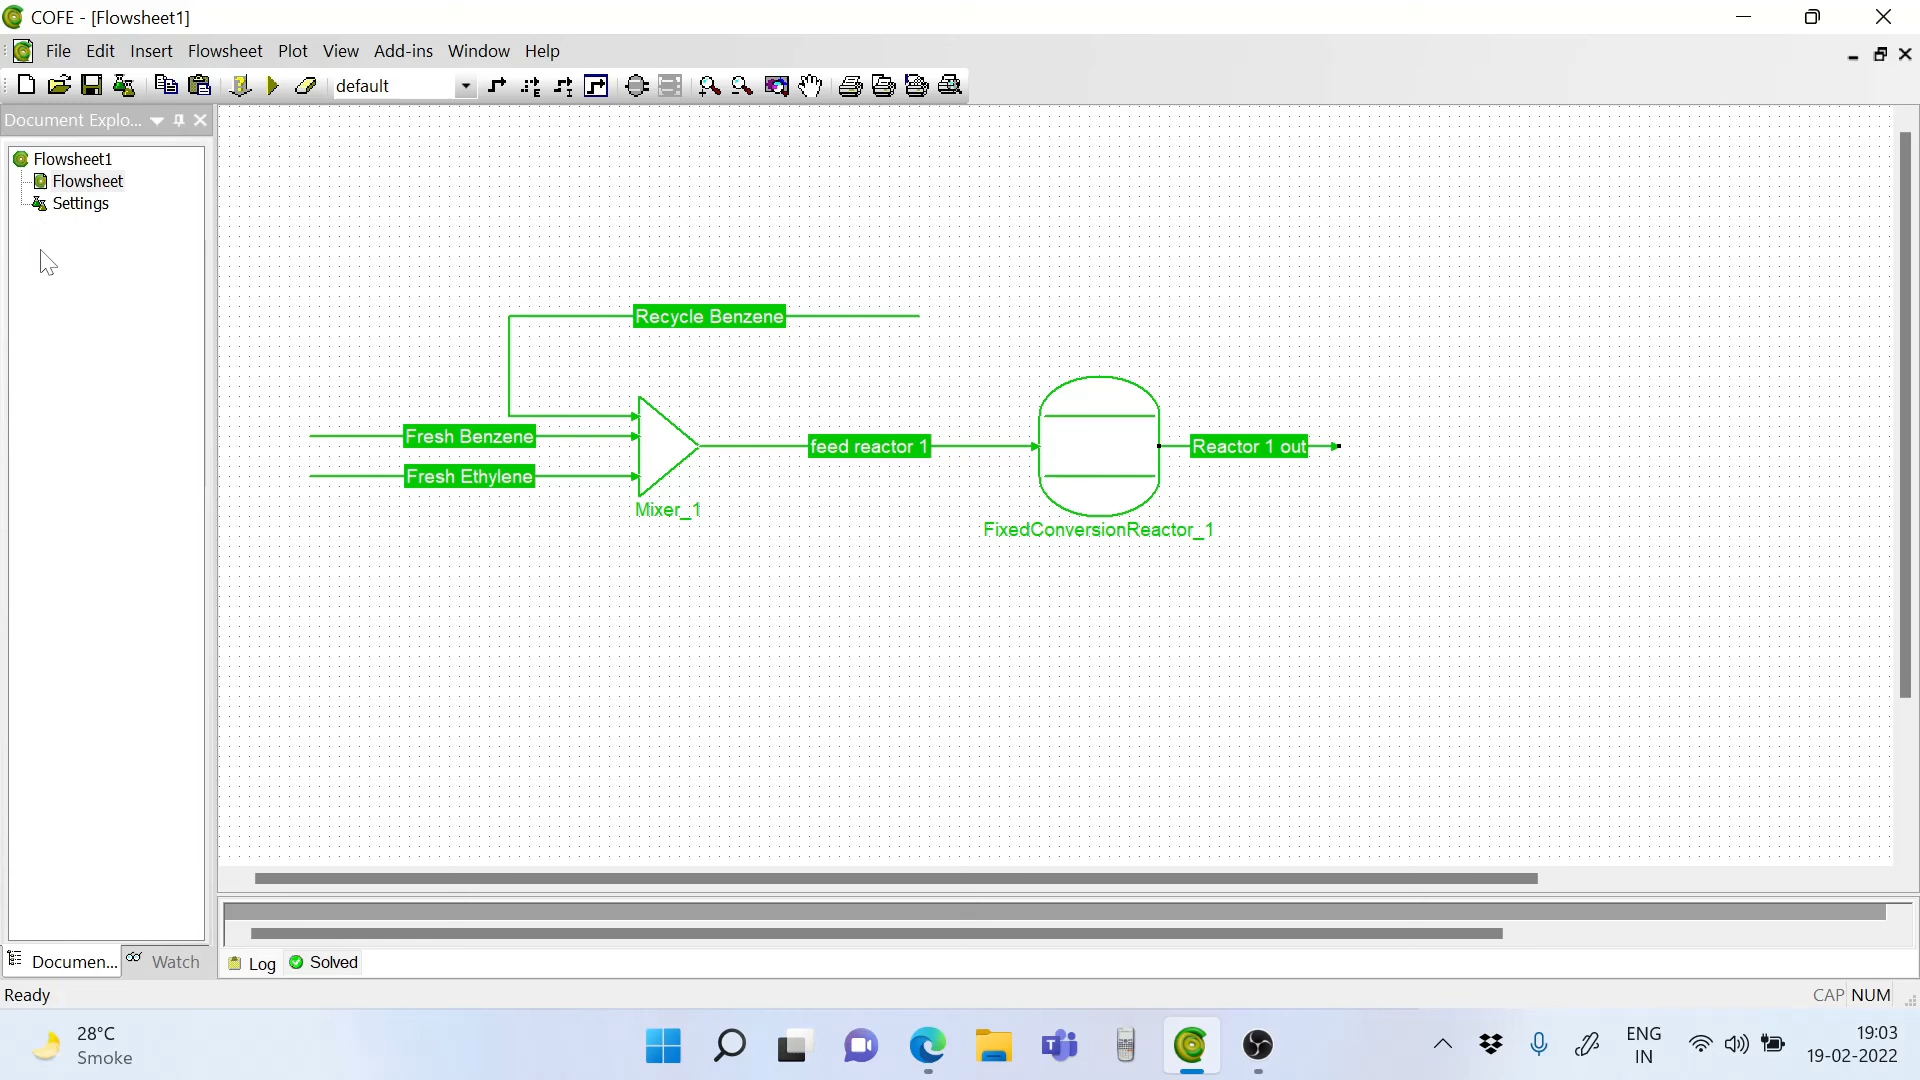 COFE - [Flowsheet1]
File Edit Insert Flowsheet Plot View Add-ins Window Help
default
Document Explo...
Flowsheet1
Flowsheet
Settings
Recycle Benzene
Fresh Benzene
feed reactor 1
Reactor 1 out
Fresh Ethylene
Mixer_1
FixedConversionReactor_1
Documen... Watch
Log Solved
Ready
CAP NUM
28°C
Smoke
ENG
IN
19:03
19-02-2022